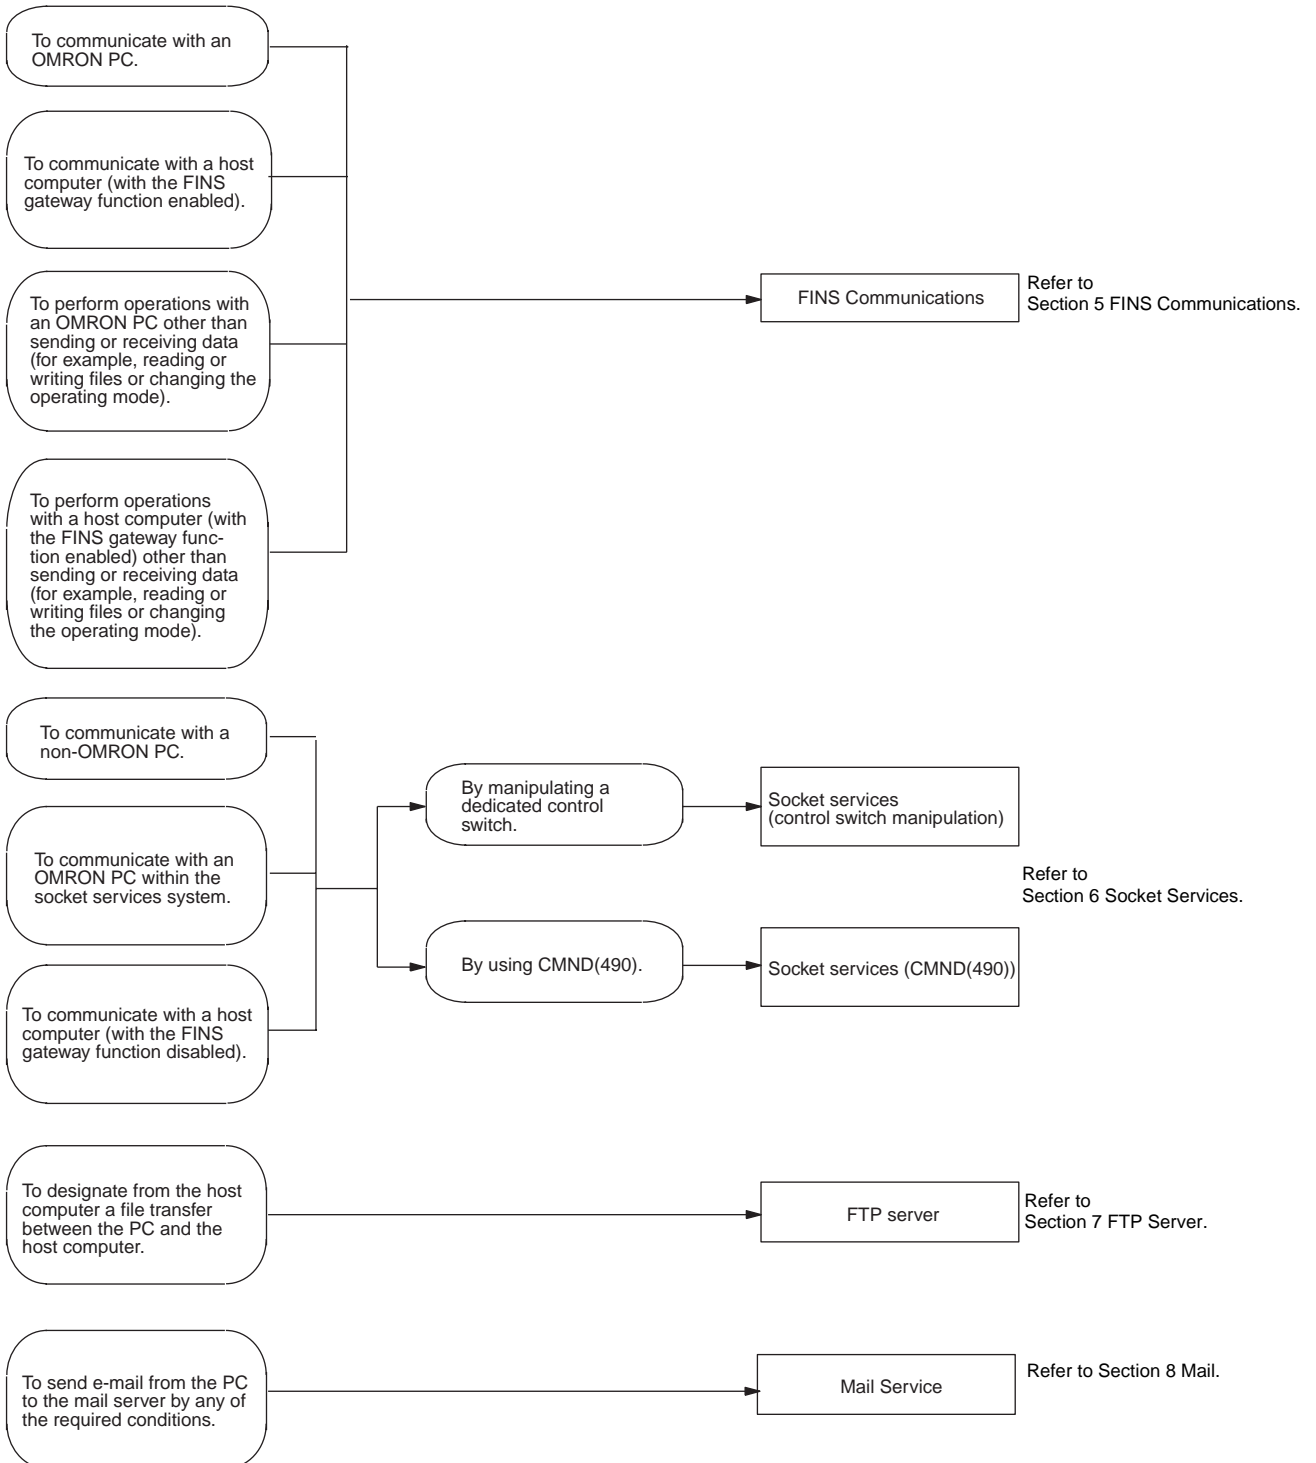 To communicate with an
OMRON PC.
To communicate with a host
computer (with the FINS
gateway function enabled).
To perform operations with
an OMRON PC other than
sending or receiving data
(for example, reading or
writing files or changing the
operating mode).
FINS Communications
Refer to
Section 5 FINS Communications.
To perform operations
with a host computer (with
the FINS gateway func-
tion enabled) other than
sending or receiving data
(for example, reading or
writing files or changing
the operating mode).
To communicate with a
non-OMRON PC.
To communicate with an
OMRON PC within the
socket services system.
To communicate with a host
computer (with the FINS
gateway function disabled).
By manipulating a
dedicated control
switch.
Socket services
(control switch manipulation)
By using CMND(490).
Socket services (CMND(490))
Refer to
Section 6 Socket Services.
To designate from the host
computer a file transfer
between the PC and the
host computer.
FTP server
Refer to
Section 7 FTP Server.
To send e-mail from the PC
to the mail server by any of
the required conditions.
Mail Service
Refer to Section 8 Mail.